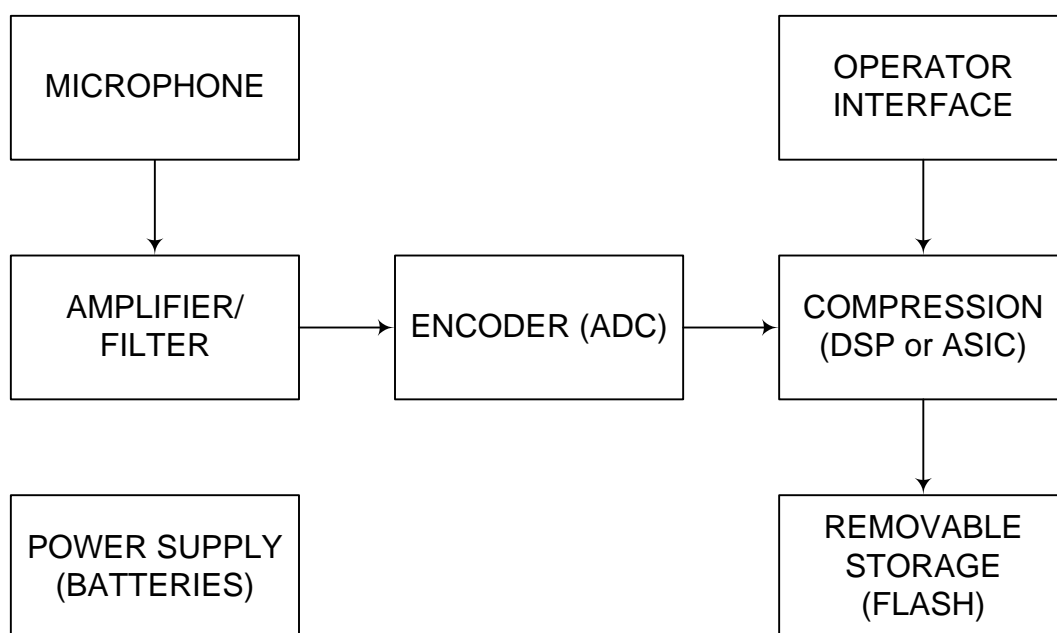 MICROPHONE
OPERATOR
INTERFACE
AMPLIFIER/
FILTER
ENCODER (ADC)
COMPRESSION
(DSP or ASIC)
POWER SUPPLY
(BATTERIES)
REMOVABLE
STORAGE
(FLASH)